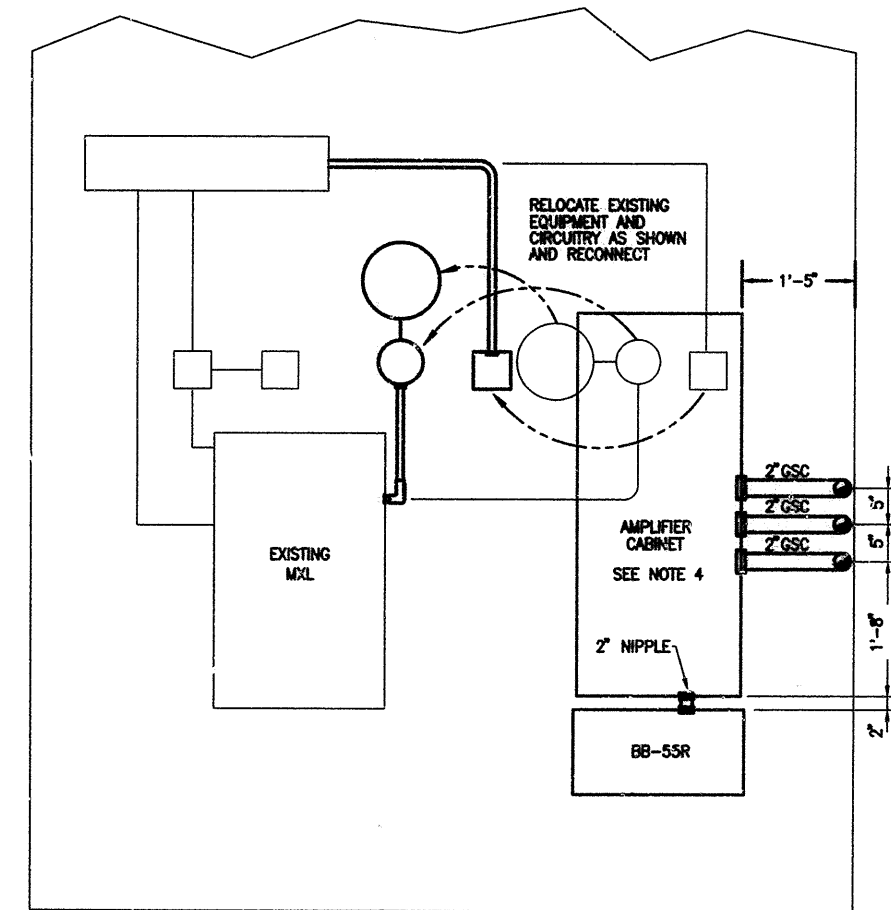 RELOCATE EXISTING
EQUIPMENT AND
CIRCUITRY AS SHOWN
AND RECONNECT
1'-5"
2" GSC
2" GSC
2" GSC
5"
5"
AMPLIFIER
CABINET
SEE NOTE 4
EXISTING
MXL
1'-8"
2" NIPPLE
2"
BB-55R